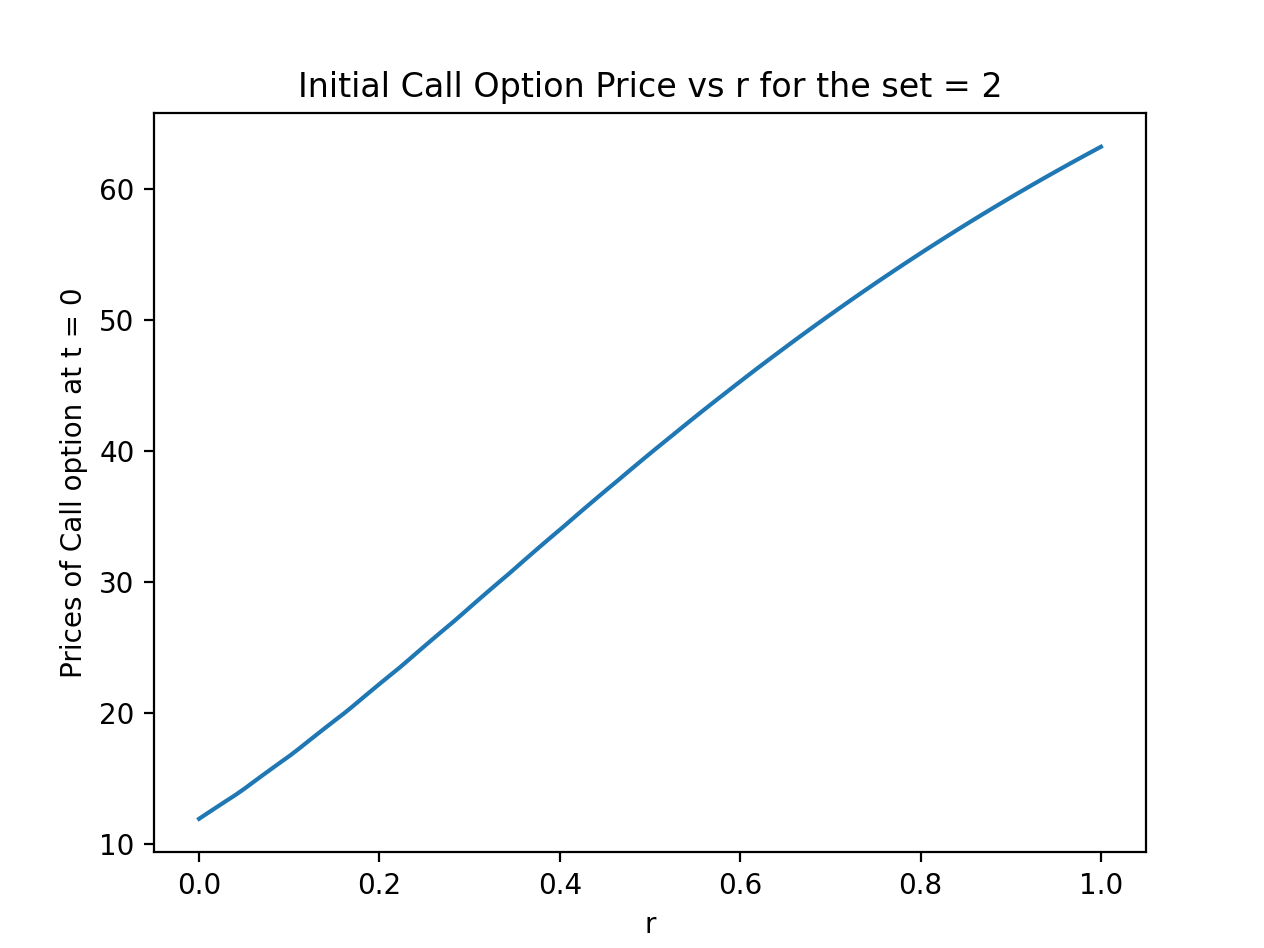 Initial Call Option Price vs r for the set = 2
Prices of Call option at t = 0
60
50
40
30
20
10
0.0 0.2 0.4 0.6 0.8 1.0
r